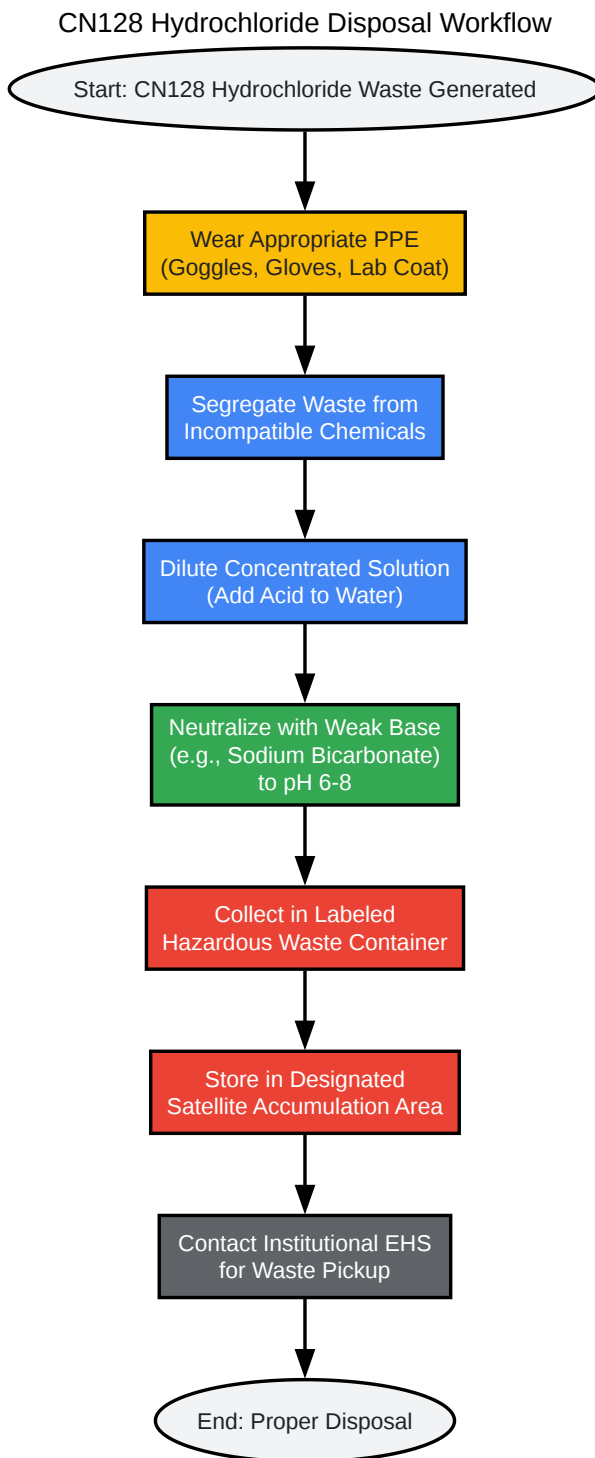 CN128 Hydrochloride Disposal Workflow
Start: CN128 Hydrochloride Waste Generated
Wear Appropriate PPE
(Goggles, Gloves, Lab Coat)
Segregate Waste from
Incompatible Chemicals
Dilute Concentrated Solution
(Add Acid to Water)
Neutralize with Weak Base
(e.g., Sodium Bicarbonate)
to pH 6-8
Collect in Labeled
Hazardous Waste Container
Store in Designated
Satellite Accumulation Area
Contact Institutional EHS
for Waste Pickup
End: Proper Disposal